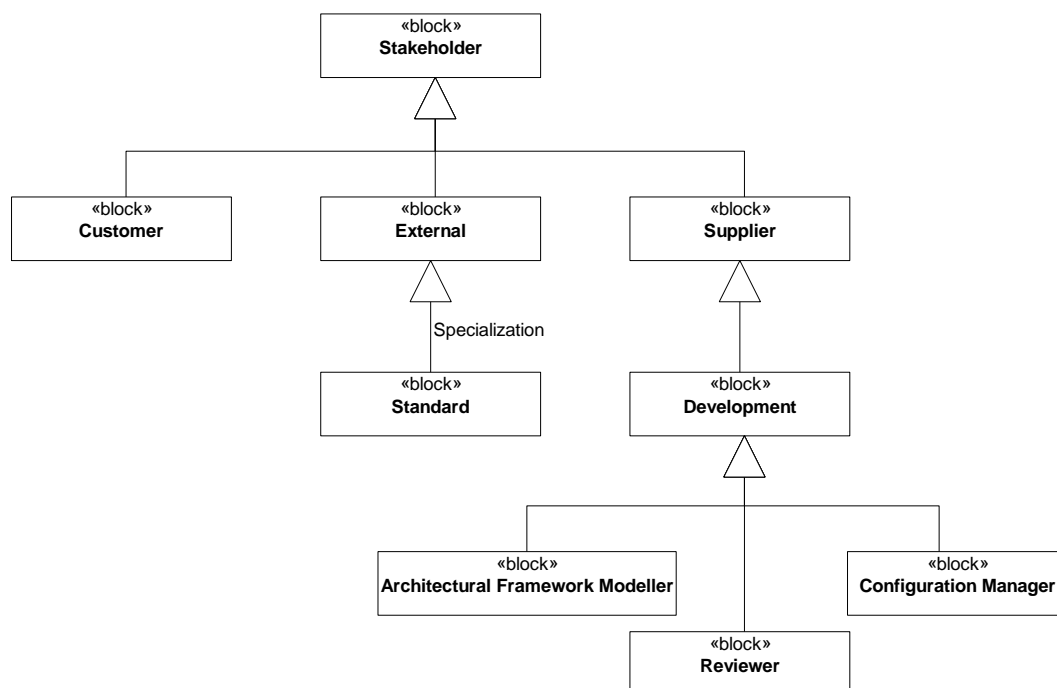 «block»
Stakeholder
«block»
Customer
«block»
External
«block»
Supplier
Specialization
«block»
Standard
«block»
Development
«block»
Architectural Framework Modeller
«block»
Configuration Manager
«block»
Reviewer